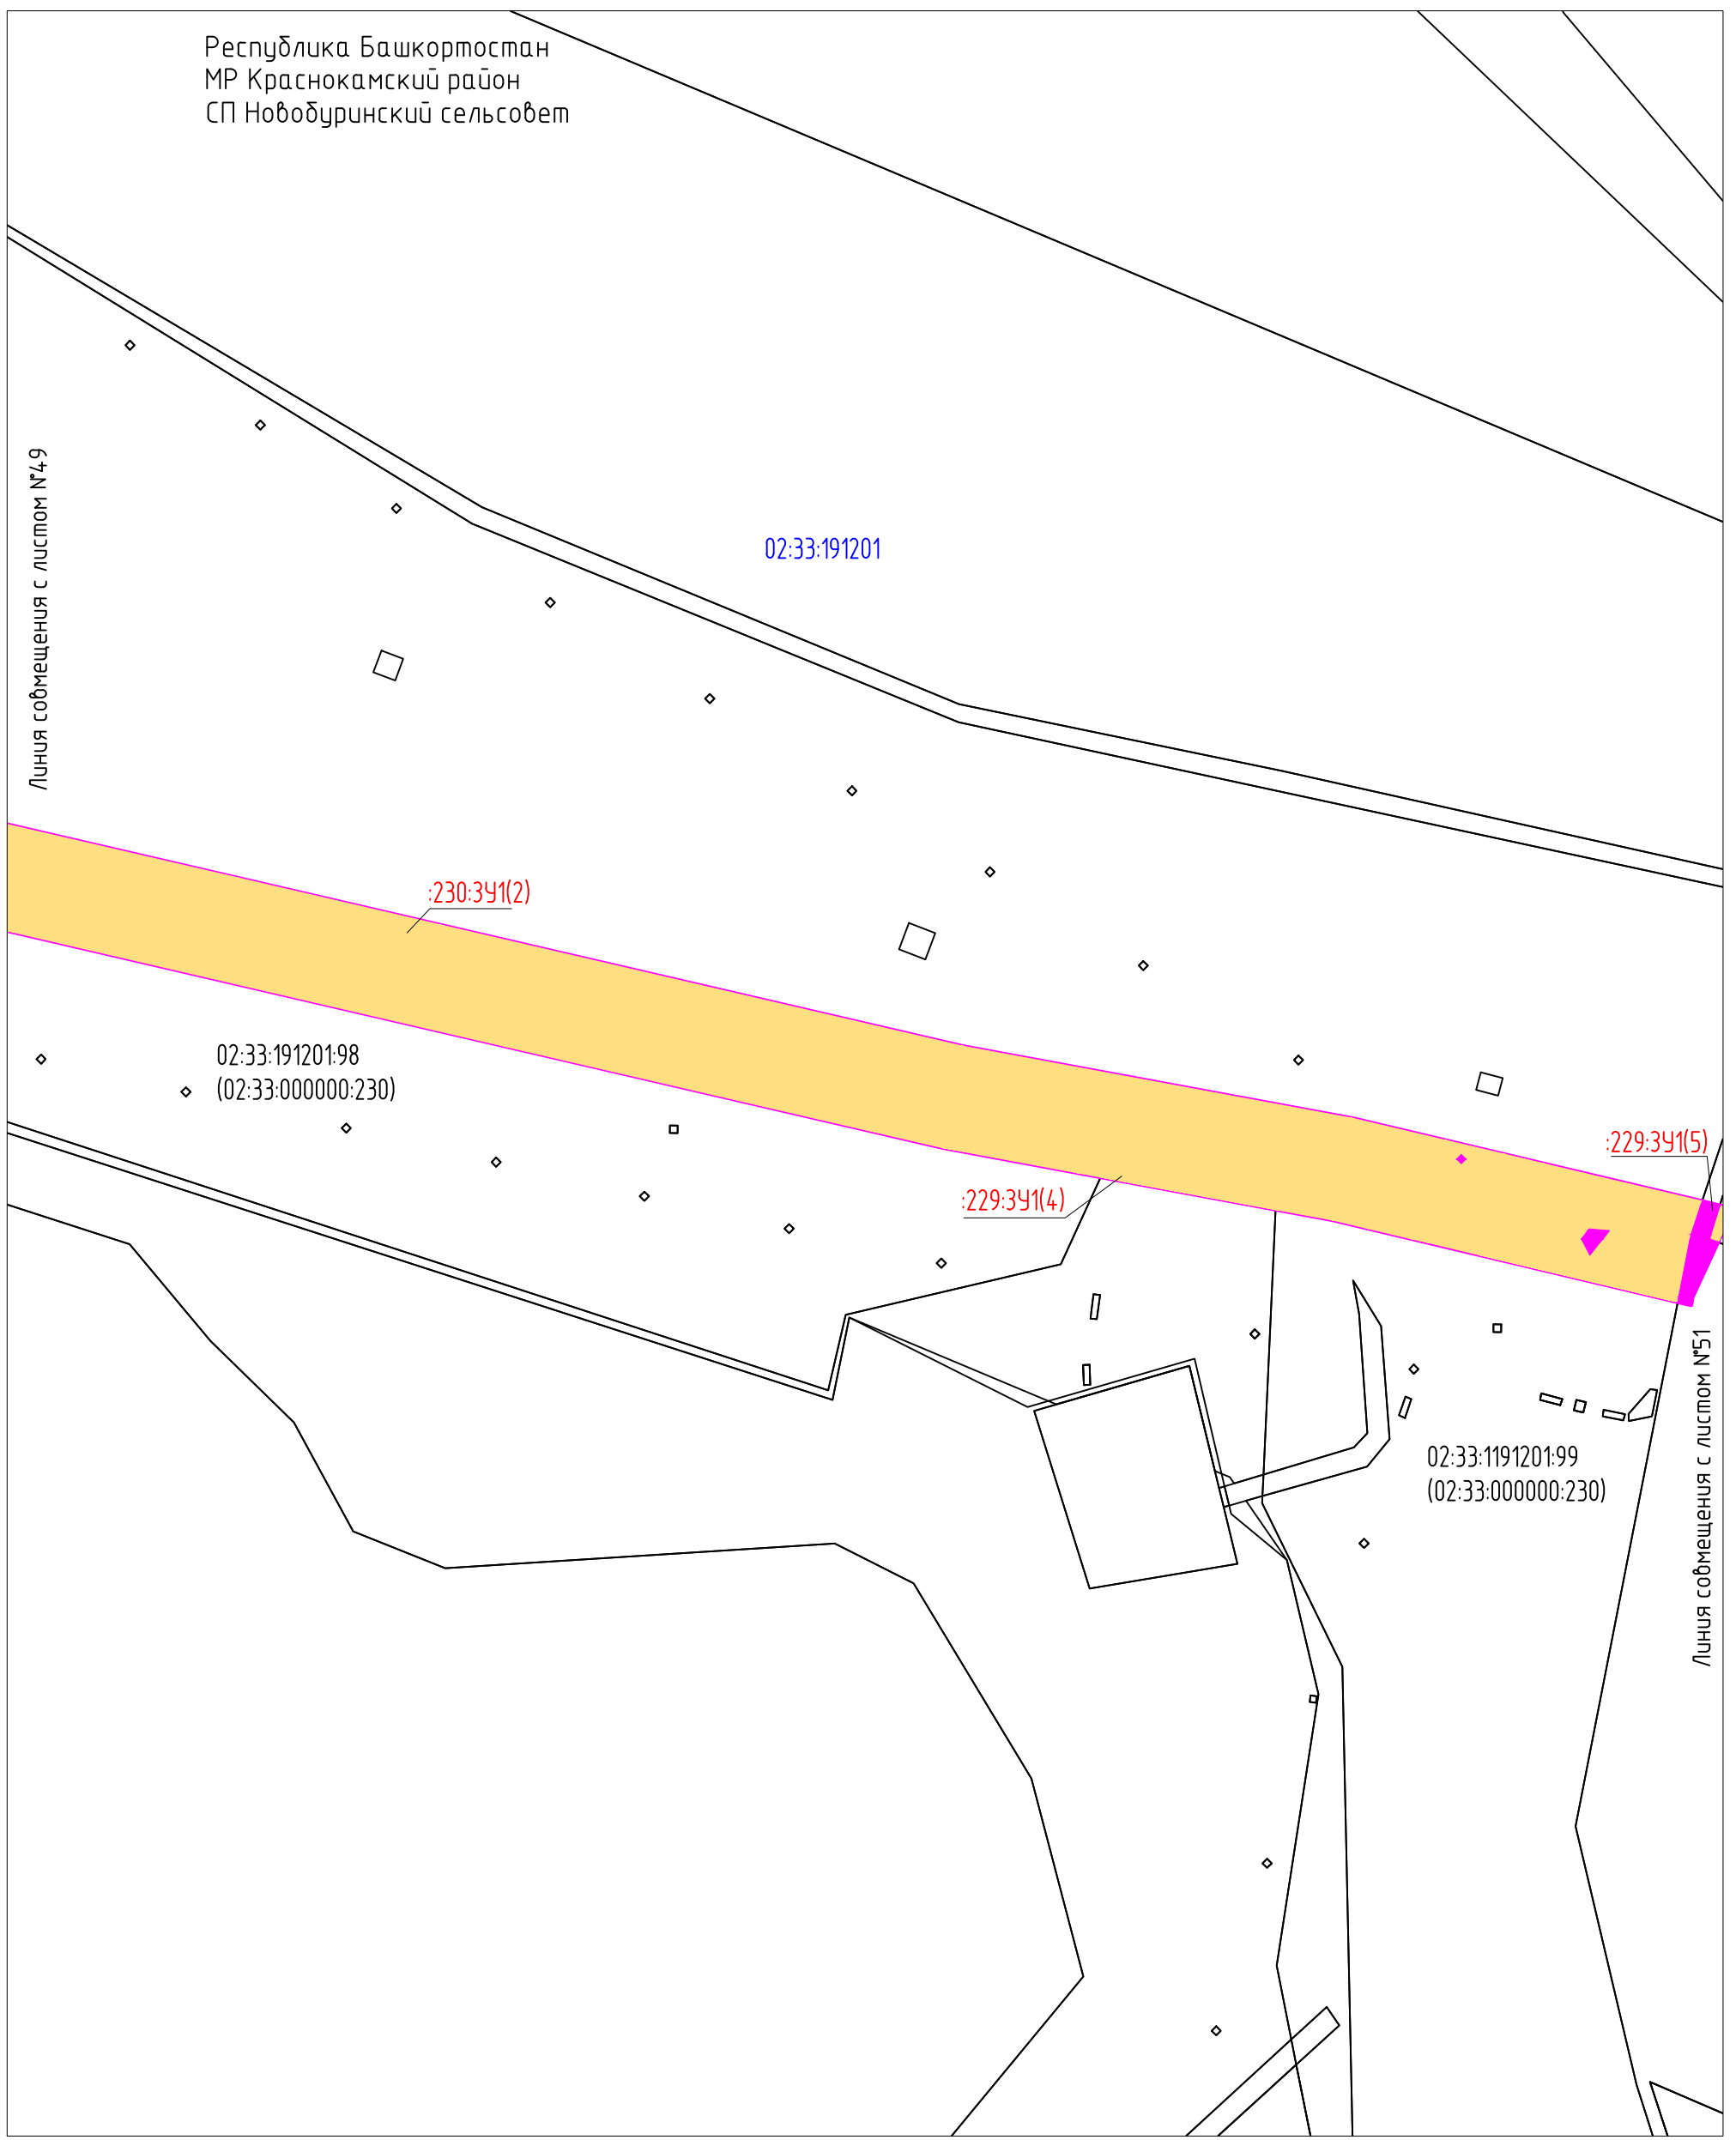 Республика Башкортостан
МР Краснокамский район
СП Новобуринский сельсовет
Линия совмещения с листом №49
02:33:191201
:230:ЗУ1(2)
02:33:191201:98
(02:33:000000:230)
:229:ЗУ1(5)
:229:ЗУ1(4)
02:33:1191201:99
(02:33:000000:230)
Линия совмещения с листом №51